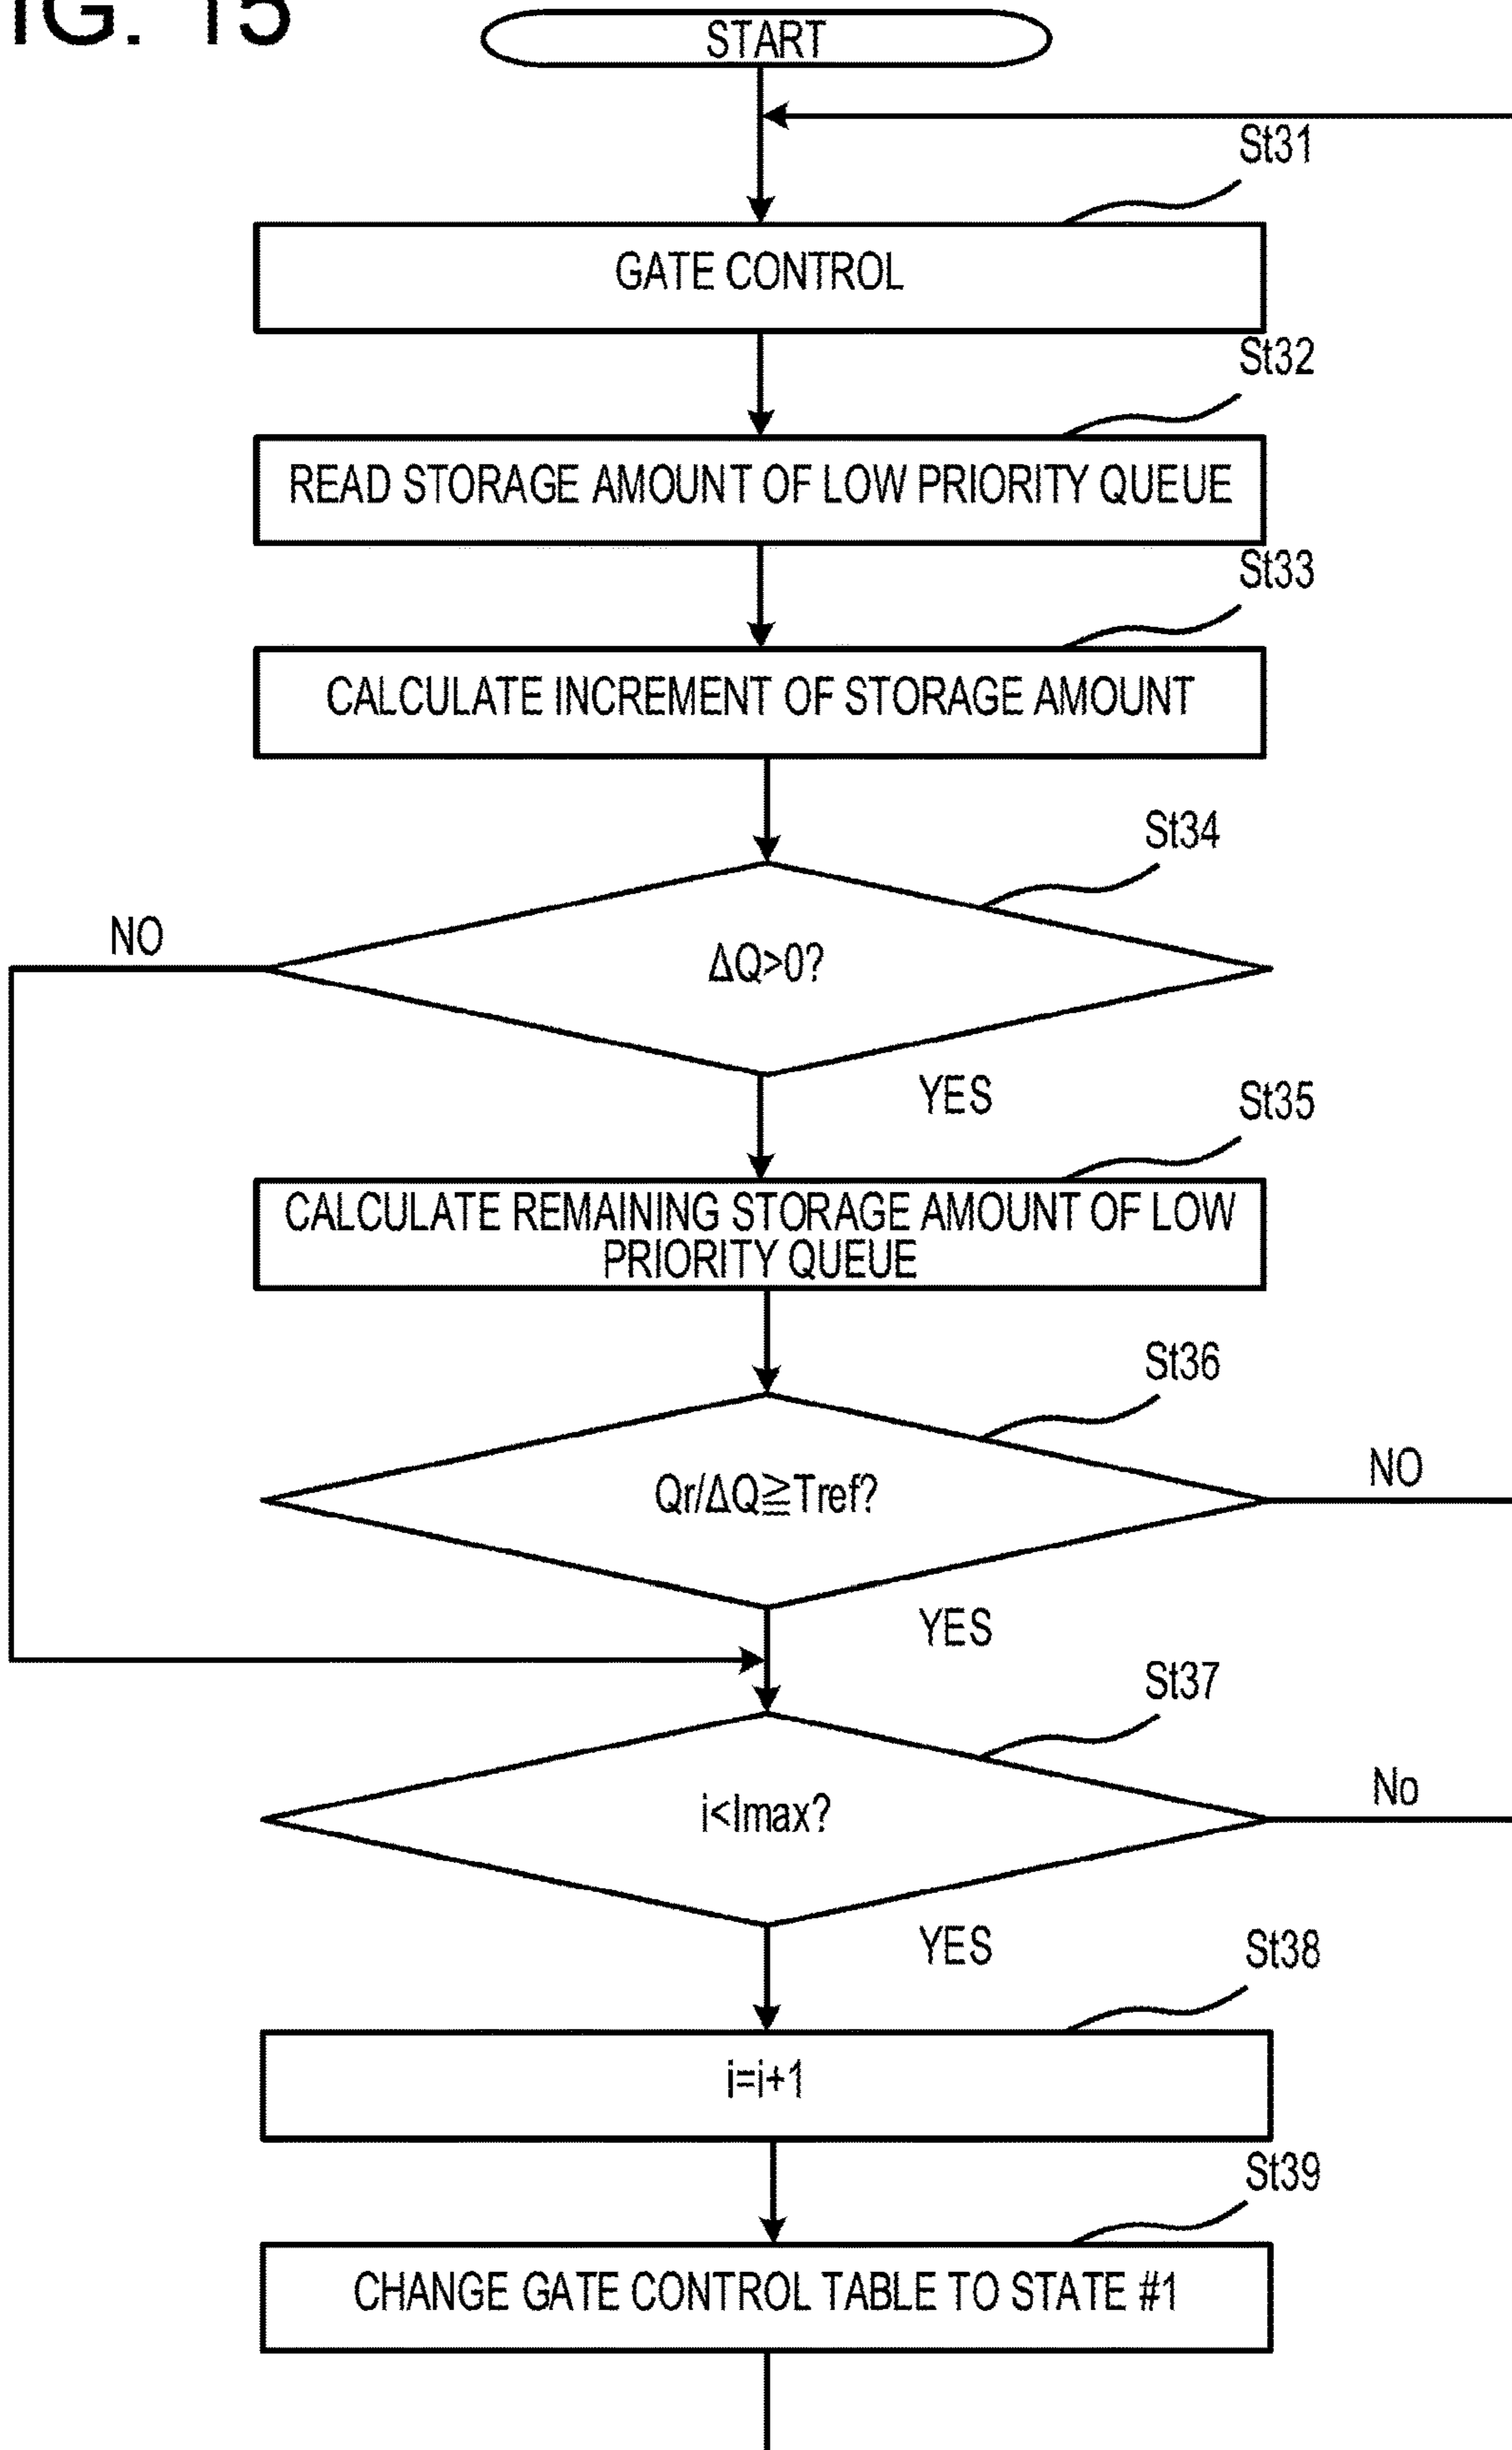 IG. 15
START
St31
GATE CONTROL
St32
READ STORAGE AMOUNT OF LOW PRIORITY QUEUE
St33
CALCULATE INCREMENT OF STORAGE AMOUNT
St34
NO
ΔQ>0?
YES
St35
CALCULATE REMAINING STORAGE AMOUNT OF LOW
PRIORITY QUEUE
St36
NO
Qr/ΔQ≧Tref?
YES
St37
No
i<Imax?
YES
St38
i=i+1
St39
CHANGE GATE CONTROL TABLE TO STATE #1